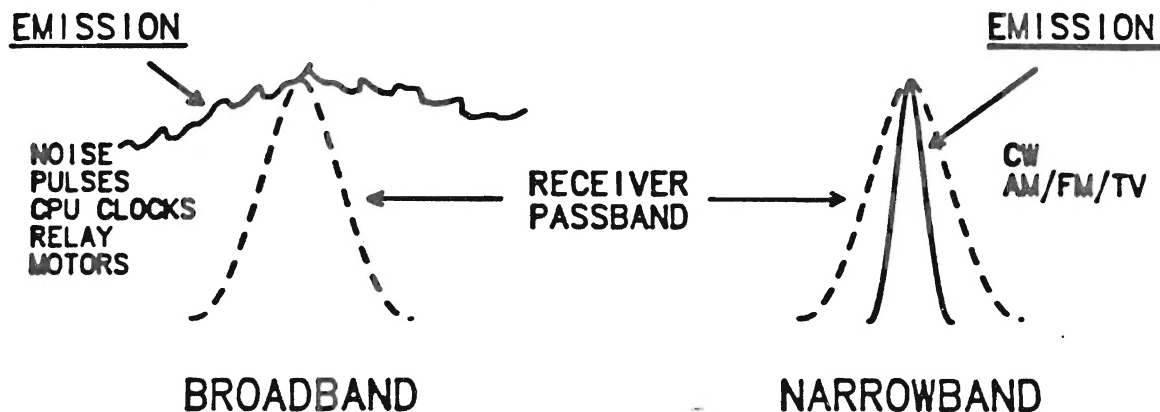 EMISSION
EMISSION
NOISE
PULSES
CPU CLOCKS
RELAY
MOTORS
RECEIVER
PASSBAND
CW
AM/FM/TV
BROADBAND
NARROWBAND